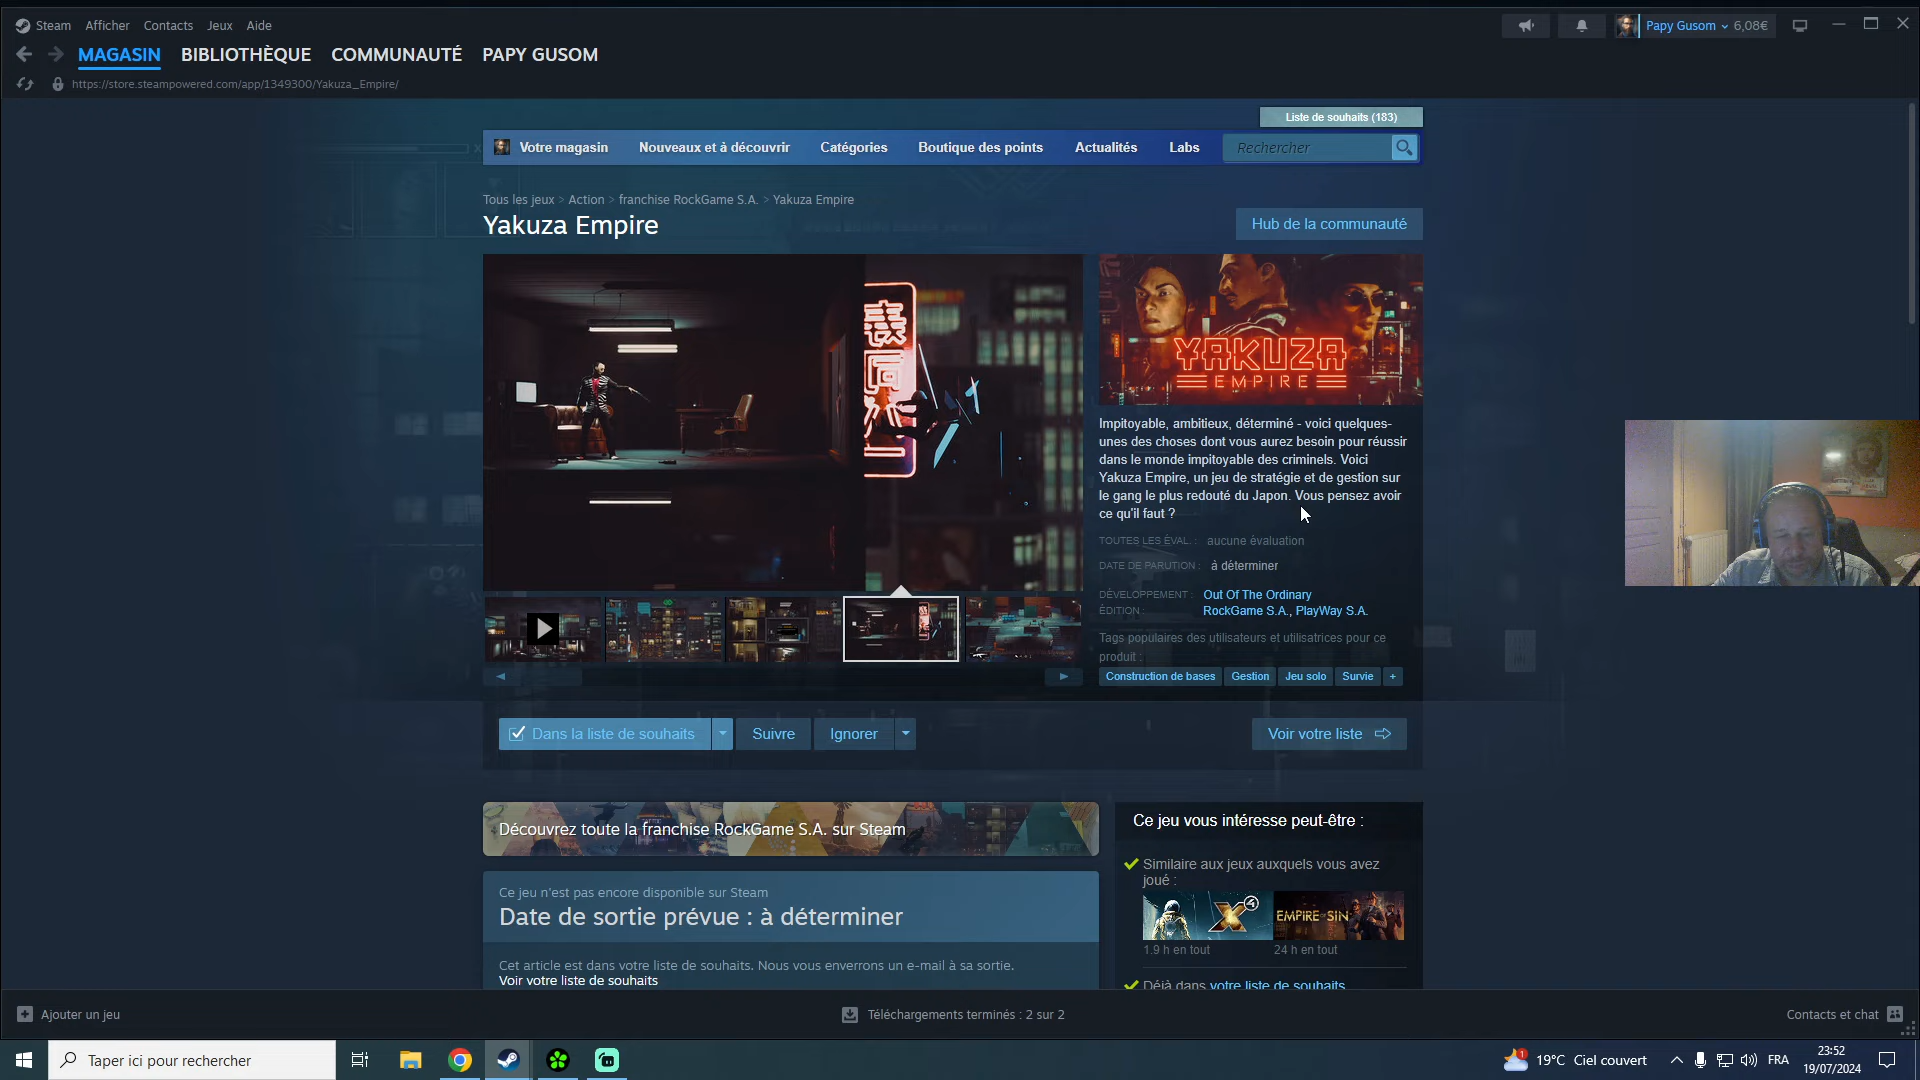 Steam Afficher Contacts Jeux Aide
Papy Gusom 6,08€
MAGASIN BIBLIOTHÈQUE COMMUNAUTÉ PAPY GUSOM
https://store.steampowered.com/app/1349300/Yakuza_Empire/
Liste de souhaits (183)
Votre magasin Nouveaux et à découvrir Catégories Boutique des points Actualités Labs Rechercher
Tous les jeux > Action > franchise RockGame S.A. > Yakuza Empire
Yakuza Empire
Hub de la communauté
YAKUZA
EMPIRE
Impitoyable, ambitieux, déterminé - voici quelques-
unes des choses dont vous aurez besoin pour réussir
dans le monde impitoyable des criminels. Voici
Yakuza Empire, un jeu de stratégie et de gestion sur
le gang le plus redouté du Japon. Vous pensez avoir
ce qu'il faut ?
TOUTES LES ÉVAL. : aucune évaluation
DATE DE PARUTION : à déterminer
DÉVELOPPEMENT : Out Of The Ordinary
ÉDITION : RockGame S.A., PlayWay S.A.
Tags populaires des utilisateurs et utilisatrices pour ce
produit :
Construction de bases Gestion Jeu solo Survie +
Dans la liste de souhaits Suivre Ignorer Voir votre liste
Découvrez toute la franchise RockGame S.A. sur Steam
Ce jeu n'est pas encore disponible sur Steam
Date de sortie prévue : à déterminer
Cet article est dans votre liste de souhaits. Nous vous enverrons un e-mail à sa sortie.
Voir votre liste de souhaits
Ce jeu vous intéresse peut-être :
Similaire aux jeux auxquels vous avez
joué :
X4 EMPIRE OF SIN
1.9 h en tout 24 h en tout
Déjà dans votre liste de souhaits
Ajouter un jeu Téléchargements terminés : 2 sur 2 Contacts et chat
Taper ici pour rechercher
1 19°C Ciel couvert FRA 23:52
19/07/2024